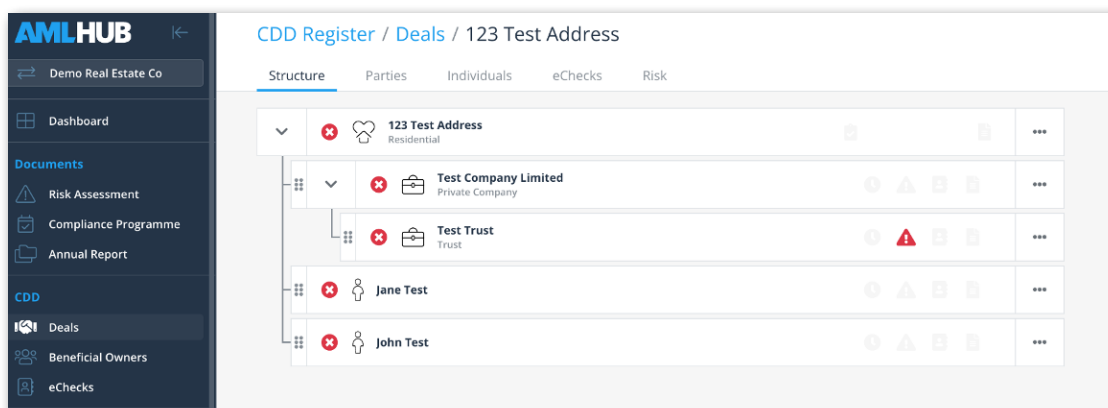 AMLHUB
Demo Real Estate Co
Dashboard
Documents
Risk Assessment
Compliance Programme
Annual Report
CDD
Deals
Beneficial Owners
eChecks
CDD Register / Deals / 123 Test Address
Structure Parties Individuals eChecks Risk
123 Test Address
Residential
Test Company Limited
Private Company
Test Trust
Trust
Jane Test
John Test